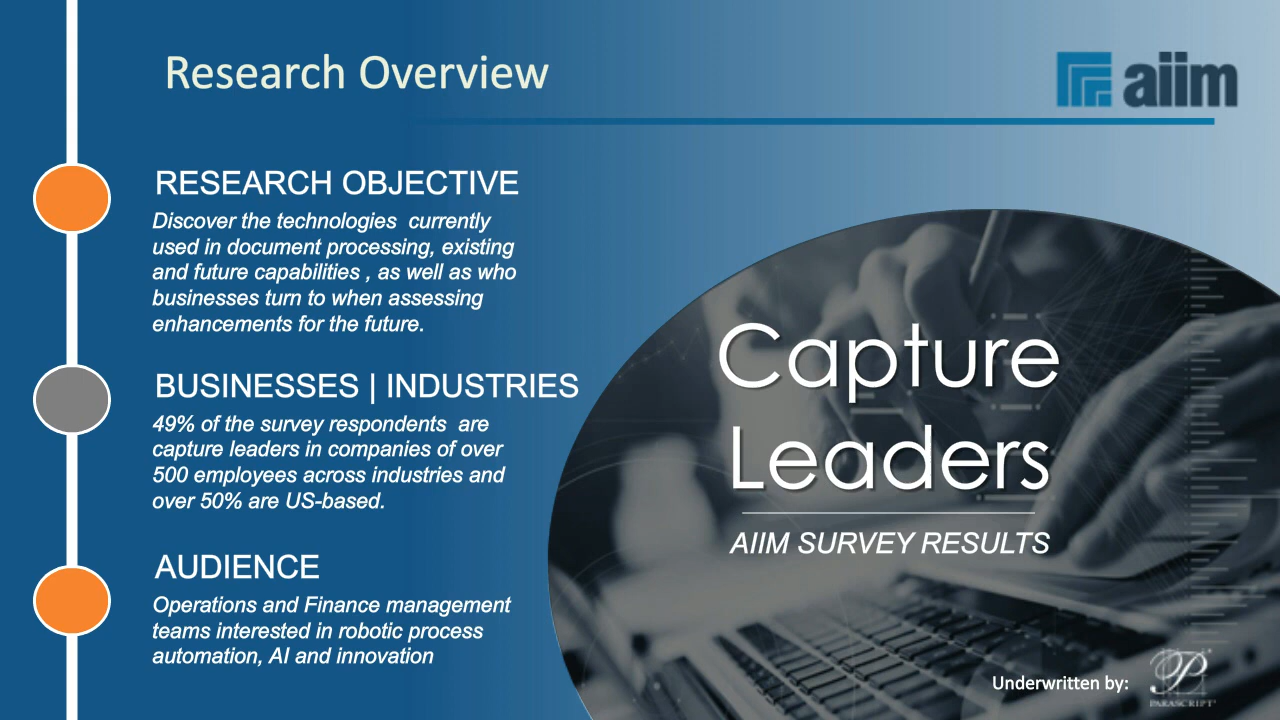 Research Overview
aiim
RESEARCH OBJECTIVE
Discover the technologies  currently
used in document processing, existing
and future capabilities , as well as who
businesses turn to when assessing
enhancements for the future.
BUSINESSES | INDUSTRIES
49% of the survey respondents  are
capture leaders in companies of over
500 employees across industries and
over 50% are US-based.
AUDIENCE
Operations and Finance management
teams interested in robotic process
automation, AI and innovation
Capture
Leaders
AIIM SURVEY RESULTS
Underwritten by:
P
PARASCRIPT